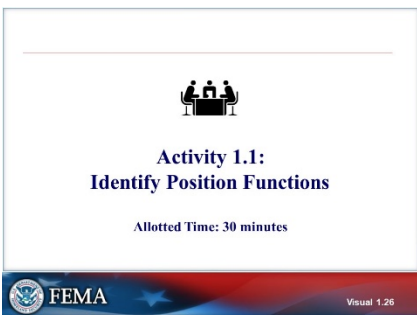 Activity 1.1:
Identify Position Functions
Allotted Time: 30 minutes
FEMA
Visual 1.26